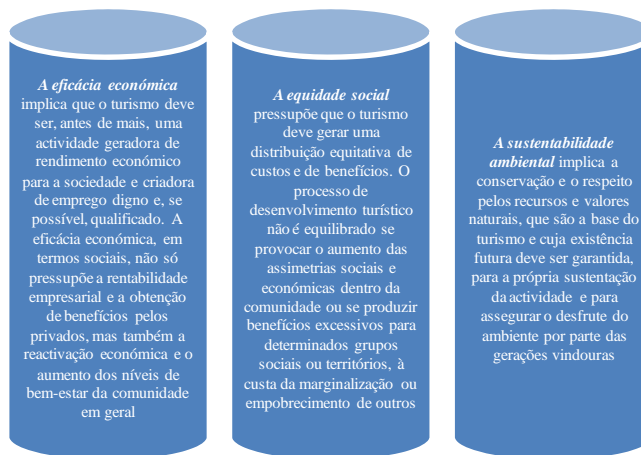 A eficácia económica
implica que o turismo deve
ser, antes de mais, uma
actividade geradora de
rendimento económico
para a sociedade e criadora
de emprego digno e, se
possível, qualificado. A
eficácia económica, em
termos sociais, não só
pressupõe a rentabilidade
empresarial e a obtenção
de benefícios pelos
privados, mas também a
reactivação económica e o
aumento dos níveis de
bem-estar da comunidade
em geral
A equidade social
pressupõe que o turismo
deve gerar uma
distribuição equitativa de
custos e de benefícios. O
processo de
desenvolvimento turístico
não é equilibrado se
provocar o aumento das
assimetrias sociais e
económicas dentro da
comunidade ou se produzir
benefícios excessivos para
determinados grupos
sociais ou territórios, à
custa da marginalização ou
empobrecimento de outros
A sustentabilidade
ambiental implica a
conservação e o respeito
pelos recursos e valores
naturais, que são a base do
turismo e cuja existência
futura deve ser garantida,
para a própria sustentação
da actividade e para
assegurar o desfrute do
ambiente por parte das
gerações vindouras